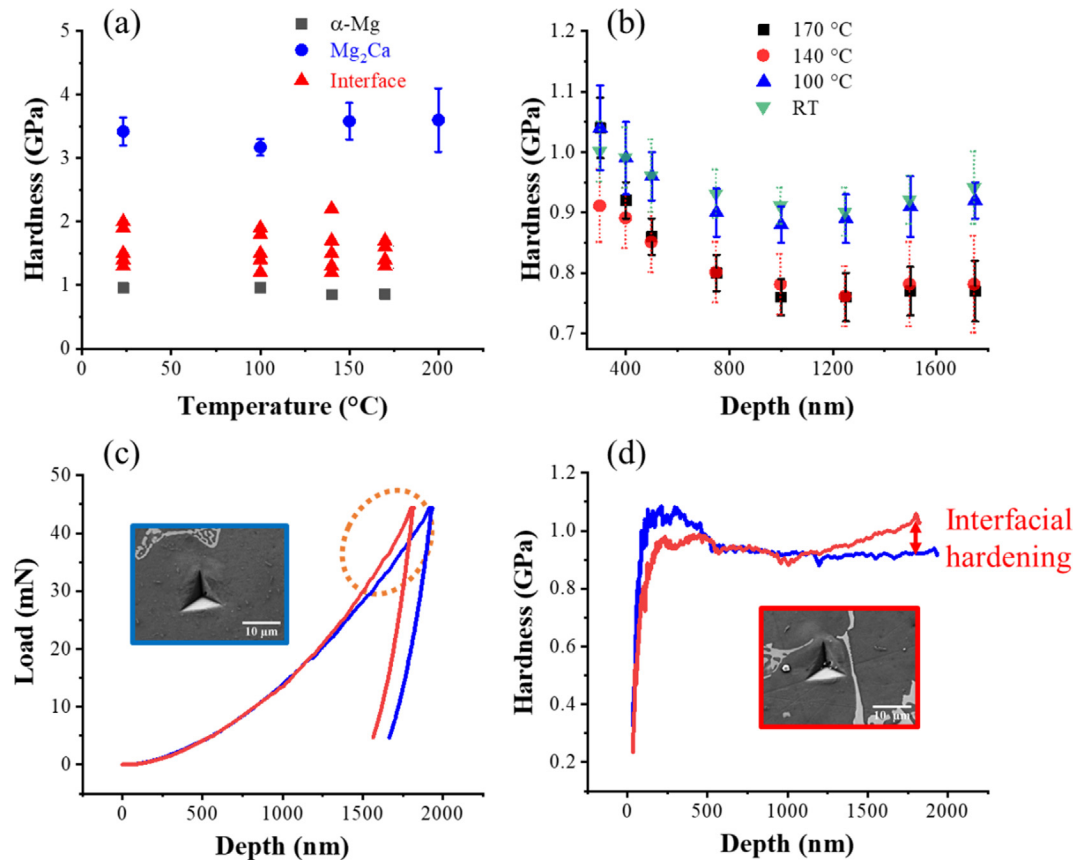 (a)
α-Mg
Mg₂Ca
Interface
Hardness (GPa)
6
5
4
3
2
1
0
0 50 100 150 200
Temperature (°C)
(b)
170 °C
140 °C
100 °C
RT
Hardness (GPa)
1.2
1.1
1.0
0.9
0.8
0.7
400 800 1200 1600
Depth (nm)
(c)
Load (mN)
50
40
30
20
10
0
10 µm
0 500 1000 1500 2000
Depth (nm)
(d)
Hardness (GPa)
1.2
1.0
0.8
0.6
0.4
0.2
Interfacial
hardening
10 µm
0 500 1000 1500 2000
Depth (nm)